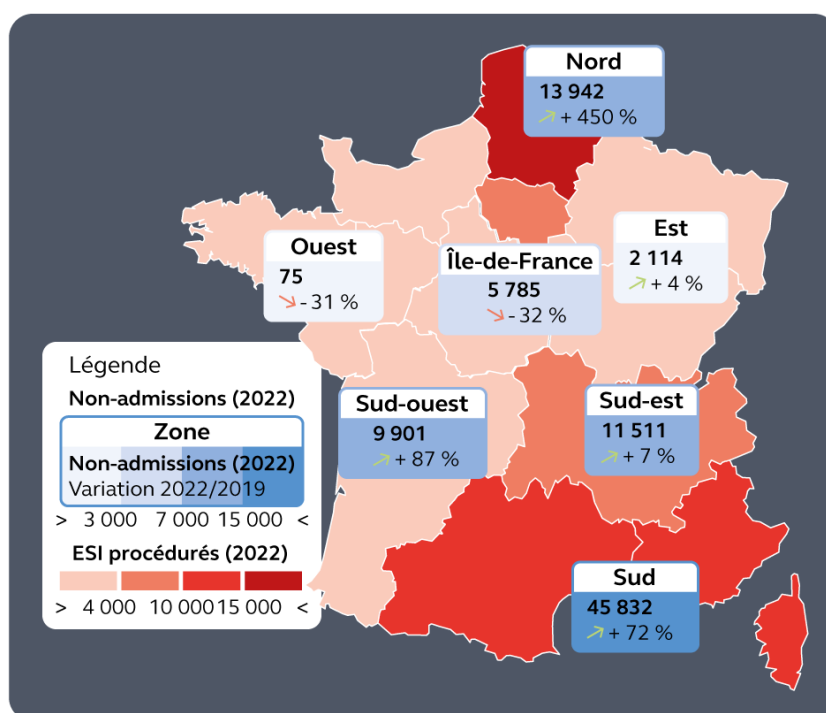 Nord
13 942
↗ + 450 %
Est
2 114
↗ + 4 %
Ouest
75
↘ - 31 %
Île-de-France
5 785
↘ - 32 %
Sud-ouest
9 901
↗ + 87 %
Sud-est
11 511
↗ + 7 %
Sud
45 832
↗ + 72 %
Légende
Non-admissions (2022)
Zone
Non-admissions (2022)
Variation 2022/2019
> 3 000 7 000 15 000 <
ESI procédurés (2022)
> 4 000 10 000 15 000 <